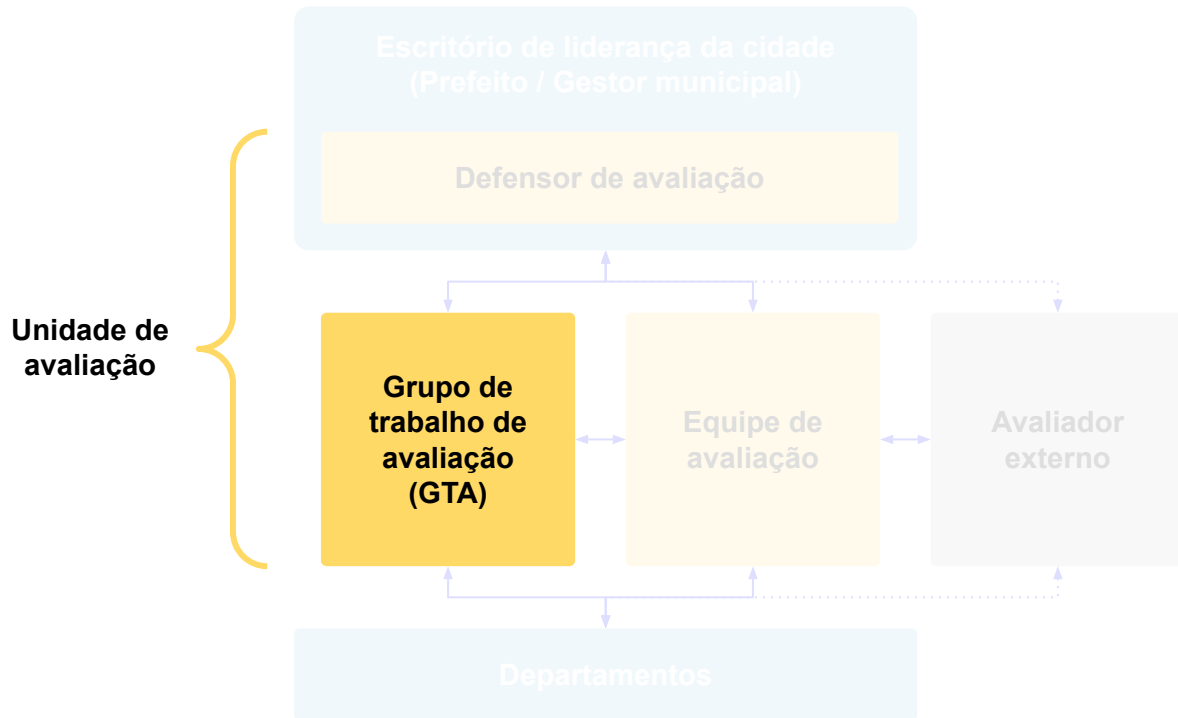 Escritório de liderança da cidade
(Prefeito / Gestor municipal)
Defensor de avaliação
Unidade de
avaliação
Grupo de
trabalho de
avaliação
(GTA)
Equipe de
avaliação
Avaliador
externo
Departamentos